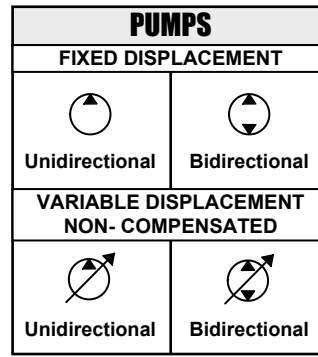 PUMPS
FIXED DISPLACEMENT
Unidirectional
Bidirectional
VARIABLE DISPLACEMENT
NON- COMPENSATED
Unidirectional
Bidirectional